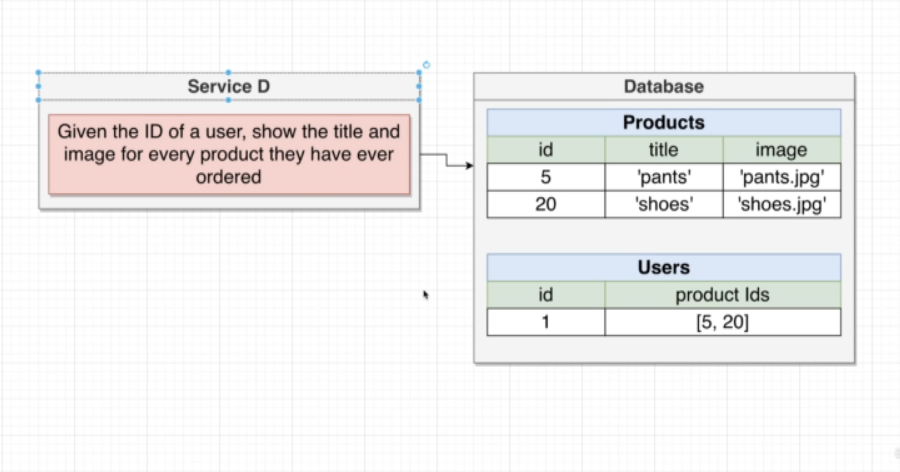 Service D
Given the ID of a user, show the title and
image for every product they have ever
ordered
Database
Products
id title image
5 'pants' 'pants.jpg'
20 'shoes' 'shoes.jpg'
Users
id product Ids
1 [5, 20]